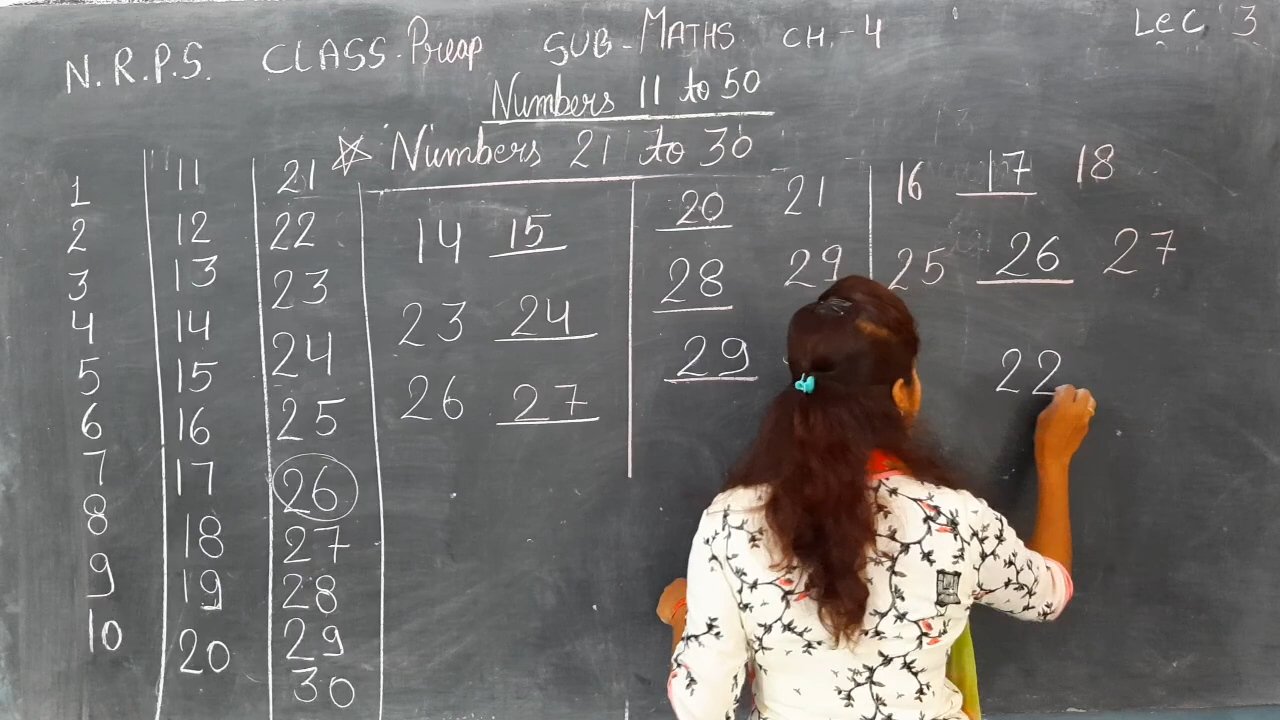 N.R.P.S. CLASS-Preap SUB-MATHS CH.-4 LeC 3
Numbers 11 to 50
☆ Numbers 21 to 30
1 11 21
2 12 22
3 13 23
4 14 24
5 15 25
6 16 26
7 17 27
8 18 28
9 19 29
10 20 30
14 15
23 24
26 27
20 21
28 29
29
16 17 18
25 26 27
22